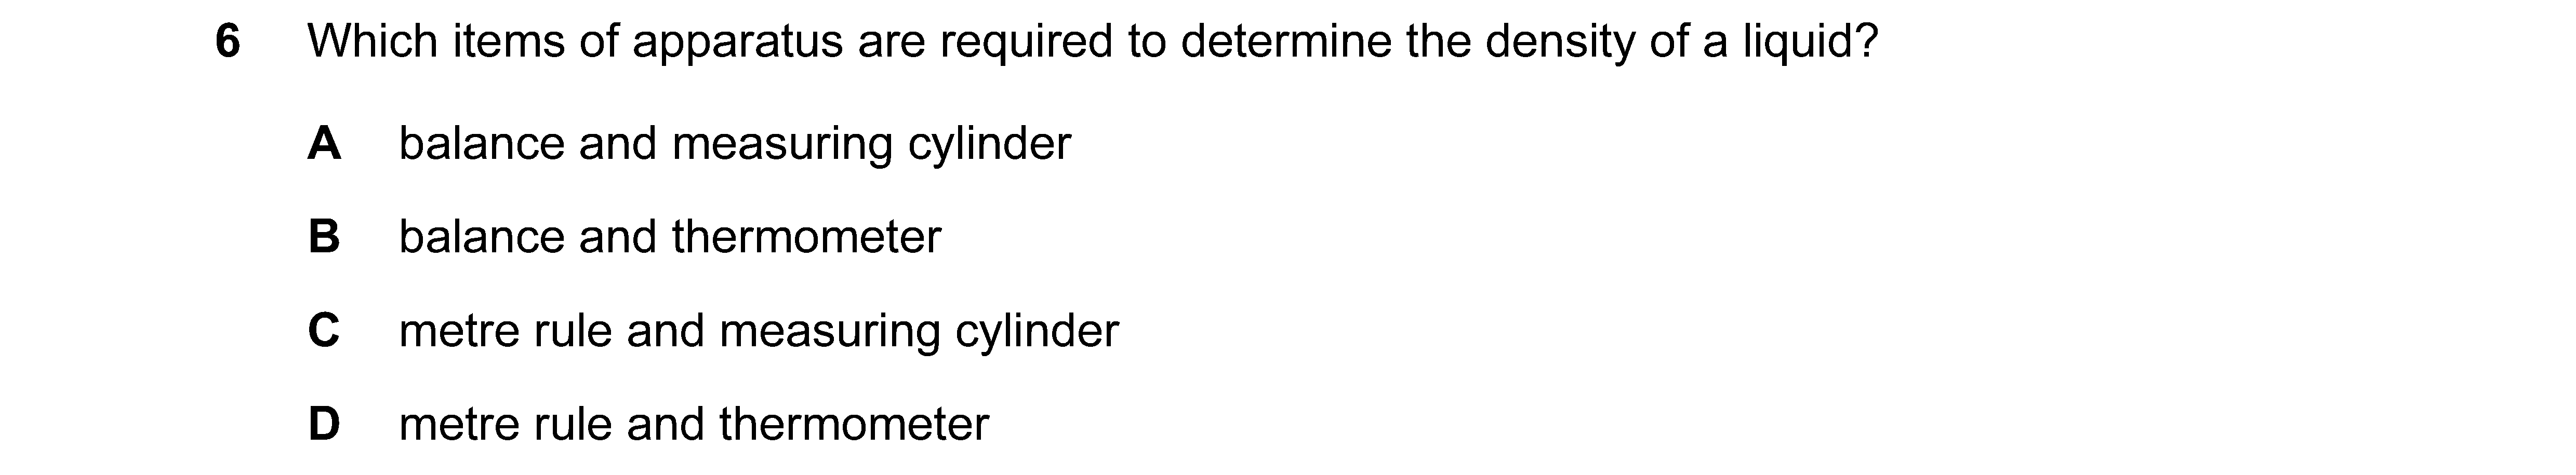 6 Which items of apparatus are required to determine the density of a liquid?
A balance and measuring cylinder
B balance and thermometer
C metre rule and measuring cylinder
D metre rule and thermometer